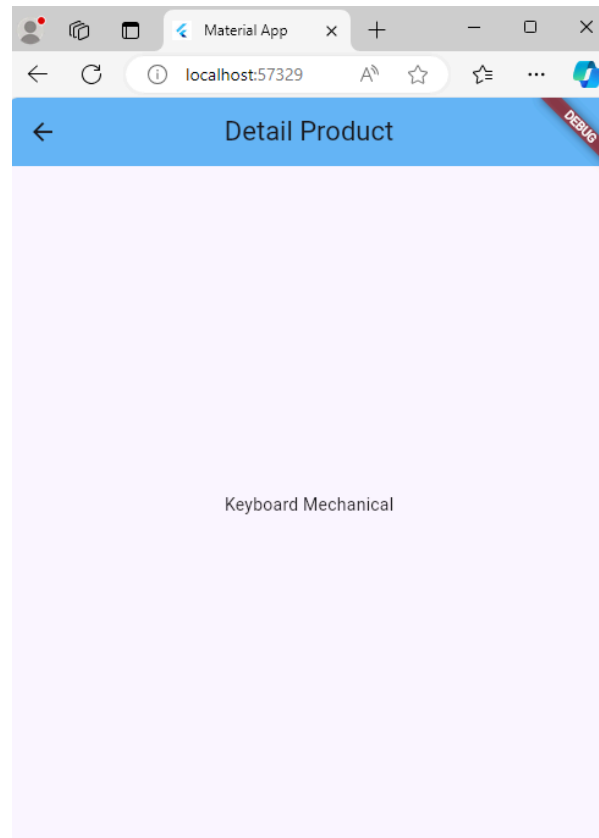 Material App
localhost:57329
Detail Product
DEBUG
Keyboard Mechanical